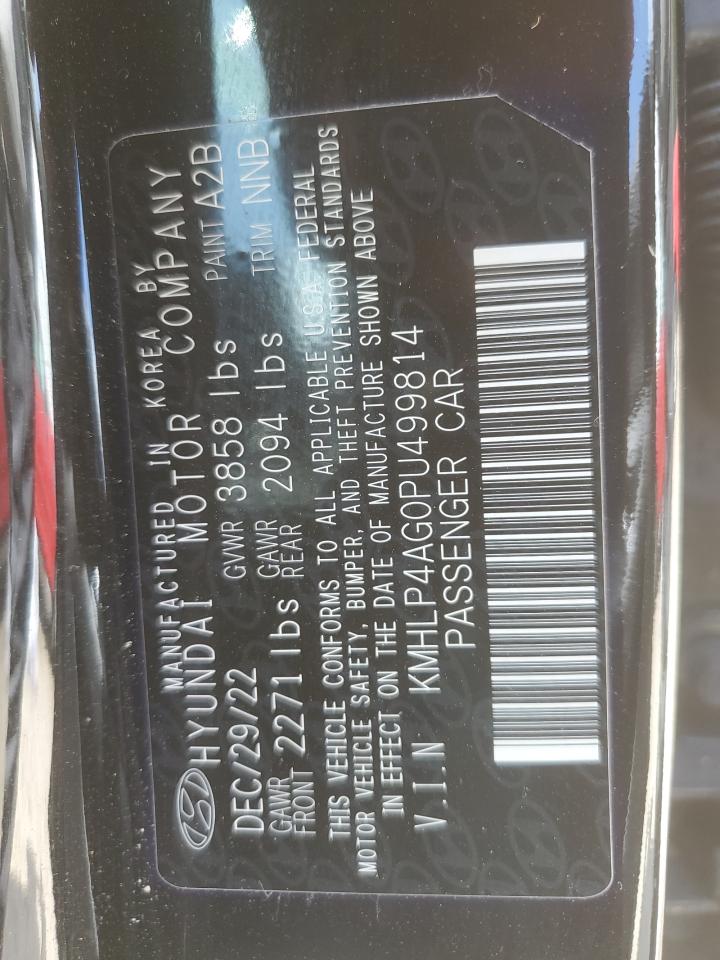 MANUFACTURED IN KOREA BY
HYUNDAI MOTOR COMPANY
DEC/29/22 GVWR 3858 lbs PAINT A2B
GAWR FRONT 2271 lbs GAWR REAR 2094 lbs TRIM NNB
THIS VEHICLE CONFORMS TO ALL APPLICABLE U.S.A. FEDERAL
MOTOR VEHICLE SAFETY, BUMPER, AND THEFT PREVENTION STANDARDS
IN EFFECT ON THE DATE OF MANUFACTURE SHOWN ABOVE
V.I.N KMHLP4AG0PU499814
PASSENGER CAR